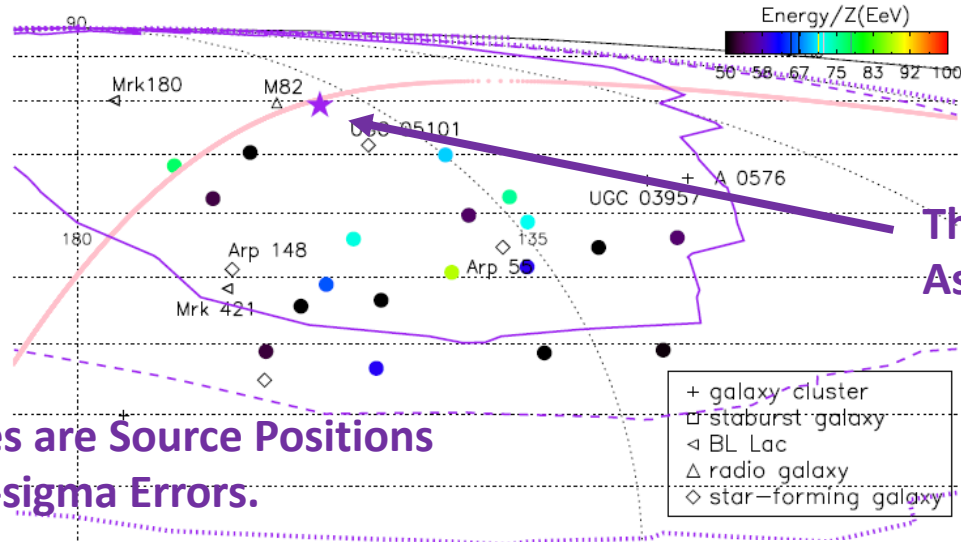 90
Energy/Z(EeV)
50 58 67 75 83 92 100
Mrk180
M82
UGC 05101
A 0576
UGC 03957
180
135
Arp 148
Arp 55
Mrk 421
Th
As
es are Source Positions
-sigma Errors.
+ galaxy cluster
□ staburst galaxy
◁ BL Lac
△ radio galaxy
◇ star-forming galaxy